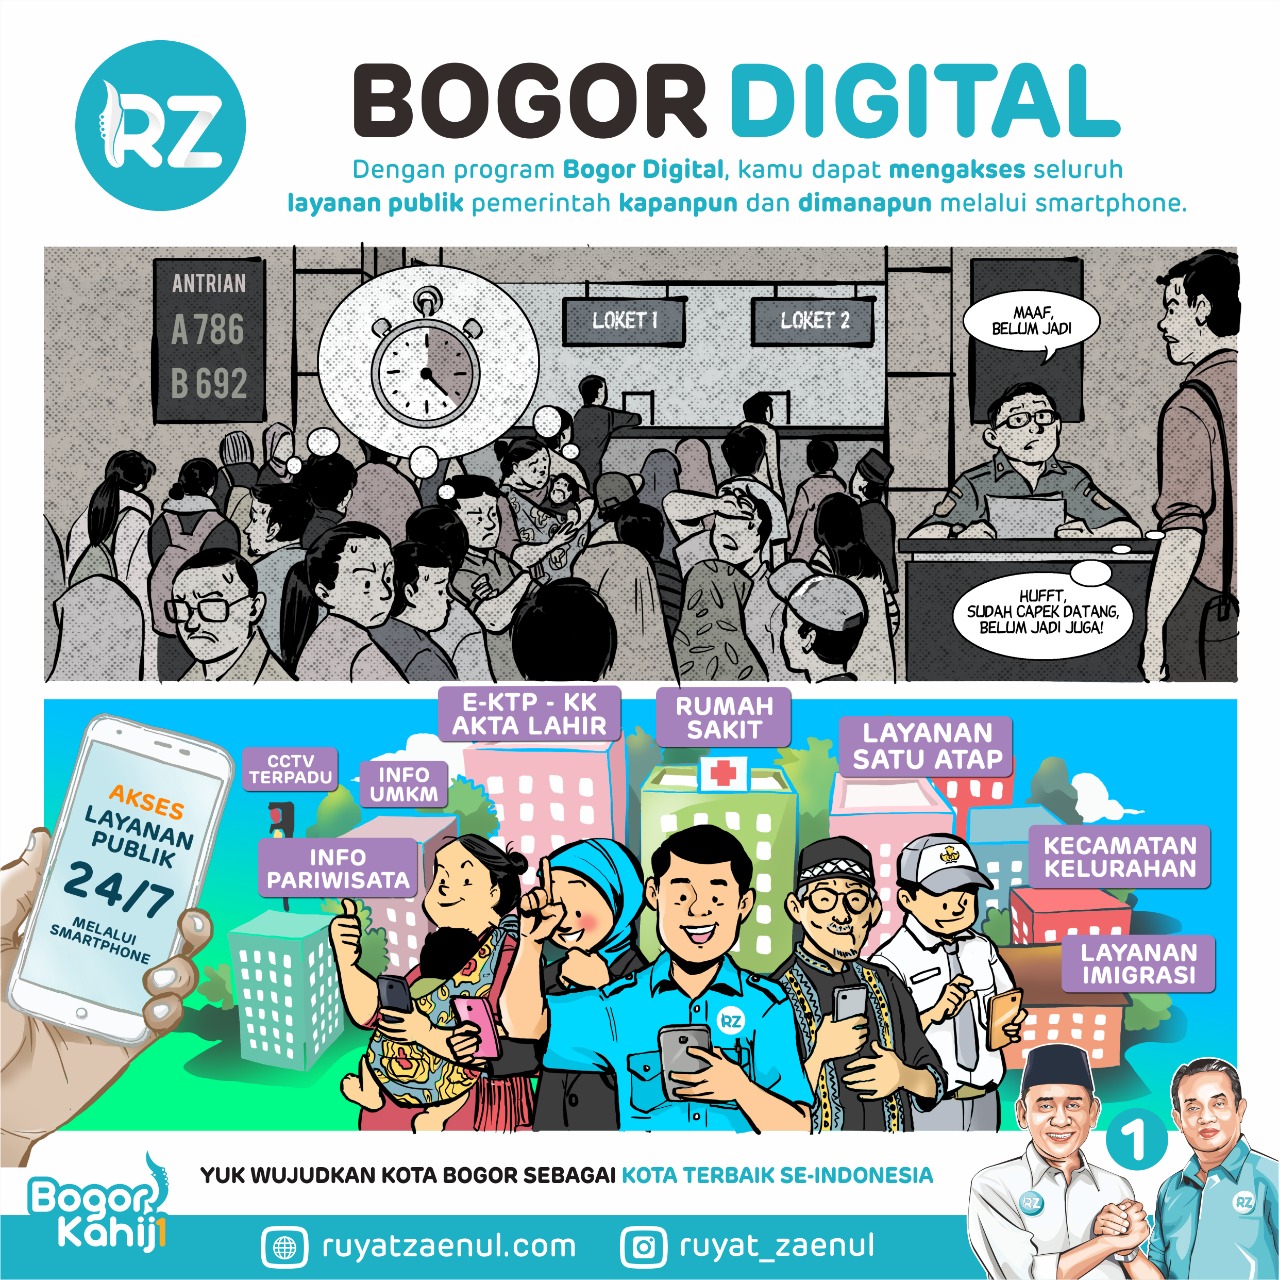 RZ
BOGOR DIGITAL
Dengan program Bogor Digital, kamu dapat mengakses seluruh
layanan publik pemerintah kapanpun dan dimanapun melalui smartphone.
ANTRIAN
A 786
B 692
LOKET 1
LOKET 2
MAAF,
BELUM JADI
HUFFT,
SUDAH CAPEK DATANG,
BELUM JADI JUGA!
AKSES
LAYANAN
PUBLIK
24/7
MELALUI
SMARTPHONE
CCTV
TERPADU
INFO
UMKM
E-KTP - KK
AKTA LAHIR
RUMAH
SAKIT
LAYANAN
SATU ATAP
INFO
PARIWISATA
KECAMATAN
KELURAHAN
LAYANAN
IMIGRASI
RZ
1
RZ
RZ
Bogor
Kahiji1
YUK WUJUDKAN KOTA BOGOR SEBAGAI KOTA TERBAIK SE-INDONESIA
ruyatzaenul.com
ruyat_zaenul